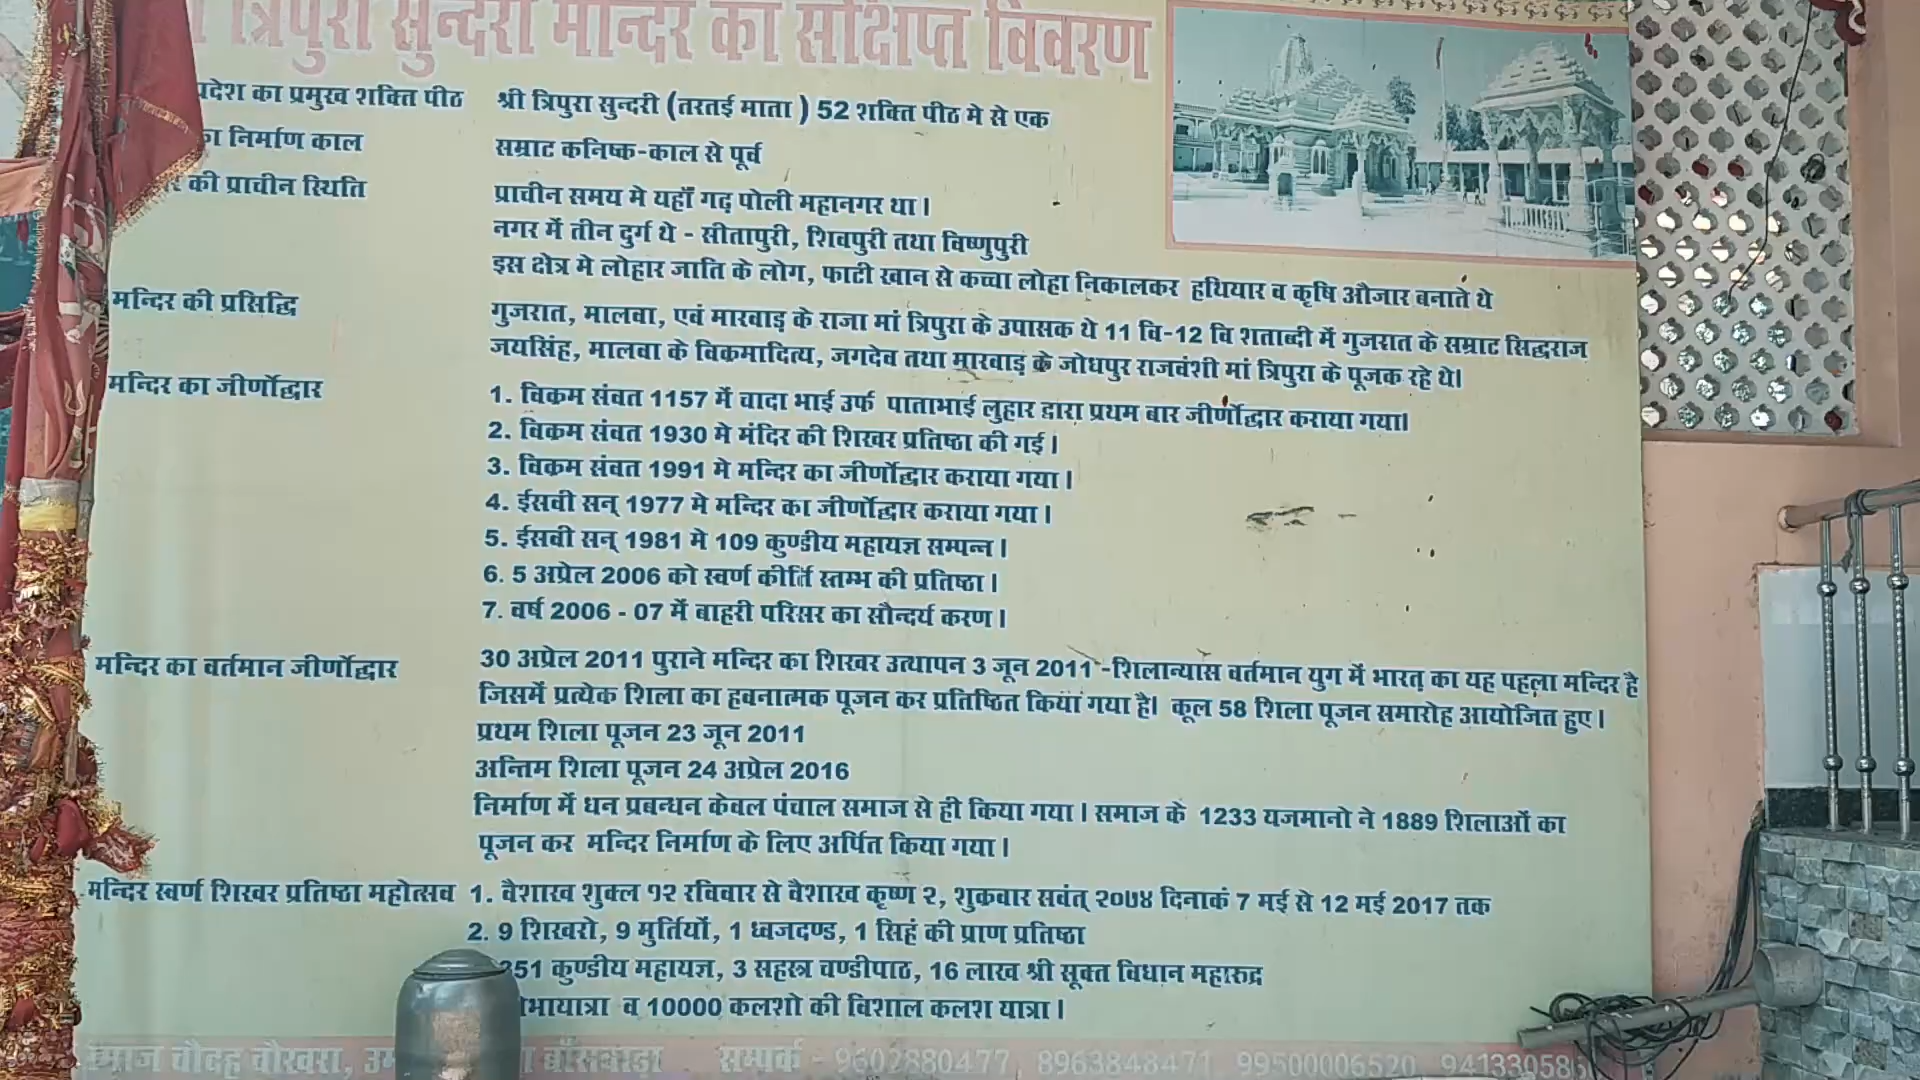 त्रिपुरा सुन्दरी मन्दिर का संक्षिप्त विवरण
प्रदेश का प्रमुख शक्ति पीठ श्री त्रिपुरा सुन्दरी (तरतई माता ) 52 शक्ति पीठ मे से एक
का निर्माण काल सम्राट कनिष्क-काल से पूर्व
की प्राचीन स्थिति प्राचीन समय मे यहाँ गढ़ पोली महानगर था।
नगर में तीन दुर्ग थे - सीतापुरी, शिवपुरी तथा विष्णुपुरी
इस क्षेत्र मे लोहार जाति के लोग, फाटी खान से कच्चा लोहा निकालकर हथियार व कृषि औजार बनाते थे
मन्दिर की प्रसिद्धि गुजरात, मालवा, एवं मारवाड़ के राजा मां त्रिपुरा के उपासक थे 11 वि-12 वि शताब्दी में गुजरात के सम्राट सिद्धराज
जयसिंह, मालवा के विक्रमादित्य, जगदेव तथा मारवाड़ के जोधपुर राजवंशी मां त्रिपुरा के पूजक रहे थे।
मन्दिर का जीर्णोद्धार 1. विक्रम संवत 1157 में चादा भाई उर्फ पाताभाई लुहार द्वारा प्रथम बार जीर्णोद्धार कराया गया।
2. विक्रम संवत 1930 मे मंदिर की शिखर प्रतिष्ठा की गई।
3. विक्रम संवत 1991 मे मन्दिर का जीर्णोद्धार कराया गया।
4. ईसवी सन् 1977 मे मन्दिर का जीर्णोद्धार कराया गया।
5. ईसवी सन् 1981 मे 109 कुण्डीय महायज्ञ सम्पन्न।
6. 5 अप्रेल 2006 को स्वर्ण कीर्ति स्तम्भ की प्रतिष्ठा।
7. वर्ष 2006 - 07 में बाहरी परिसर का सौन्दर्य करण।
मन्दिर का वर्तमान जीर्णोद्धार 30 अप्रेल 2011 पुराने मन्दिर का शिखर उत्थापन 3 जून 2011 -शिलान्यास वर्तमान युग में भारत का यह पहला मन्दिर है
जिसमें प्रत्येक शिला का हवनात्मक पूजन कर प्रतिष्ठित किया गया है। कूल 58 शिला पूजन समारोह आयोजित हुए।
प्रथम शिला पूजन 23 जून 2011
अन्तिम शिला पूजन 24 अप्रेल 2016
निर्माण में धन प्रबन्धन केवल पंचाल समाज से ही किया गया। समाज के 1233 यजमानो ने 1889 शिलाओं का
पूजन कर मन्दिर निर्माण के लिए अर्पित किया गया।
मन्दिर स्वर्ण शिखर प्रतिष्ठा महोत्सव 1. वैशाख शुक्ल १२ रविवार से वैशाख कृष्ण २, शुक्रवार सवंत् २०७४ दिनाकं 7 मई से 12 मई 2017 तक
2. 9 शिखरो, 9 मुर्तियों, 1 ध्वजदण्ड, 1 सिहं की प्राण प्रतिष्ठा
351 कुण्डीय महायज्ञ, 3 सहस्त्र चण्डीपाठ, 16 लाख श्री सूक्त विधान महारुद्र
व 10000 कलशो की विशाल कलश यात्रा।
समाज चौदह चौखरा, बाँसवाड़ा सम्पर्क - 9602880477, 8963848471, 99500006520, 941330586